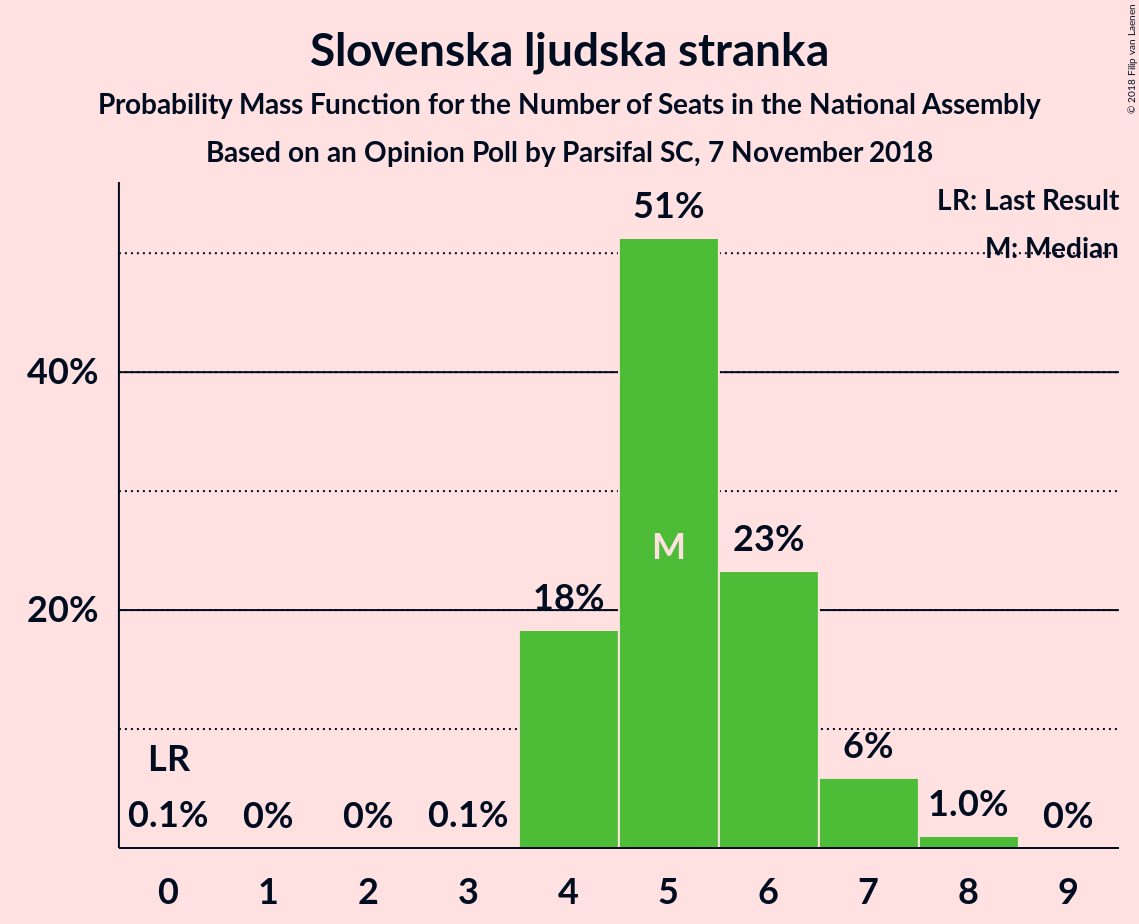 Slovenska ljudska stranka
Probability Mass Function for the Number of Seats in the National Assembly
Based on an Opinion Poll by Parsifal SC, 7 November 2018
© 2018 Filip van Laenen
LR: Last Result
M: Median
51%
40%
M
23%
18%
20%
6%
LR
0.1%
0%
0%
0.1%
1.0%
0%
0
1
2
3
4
5
6
7
8
9